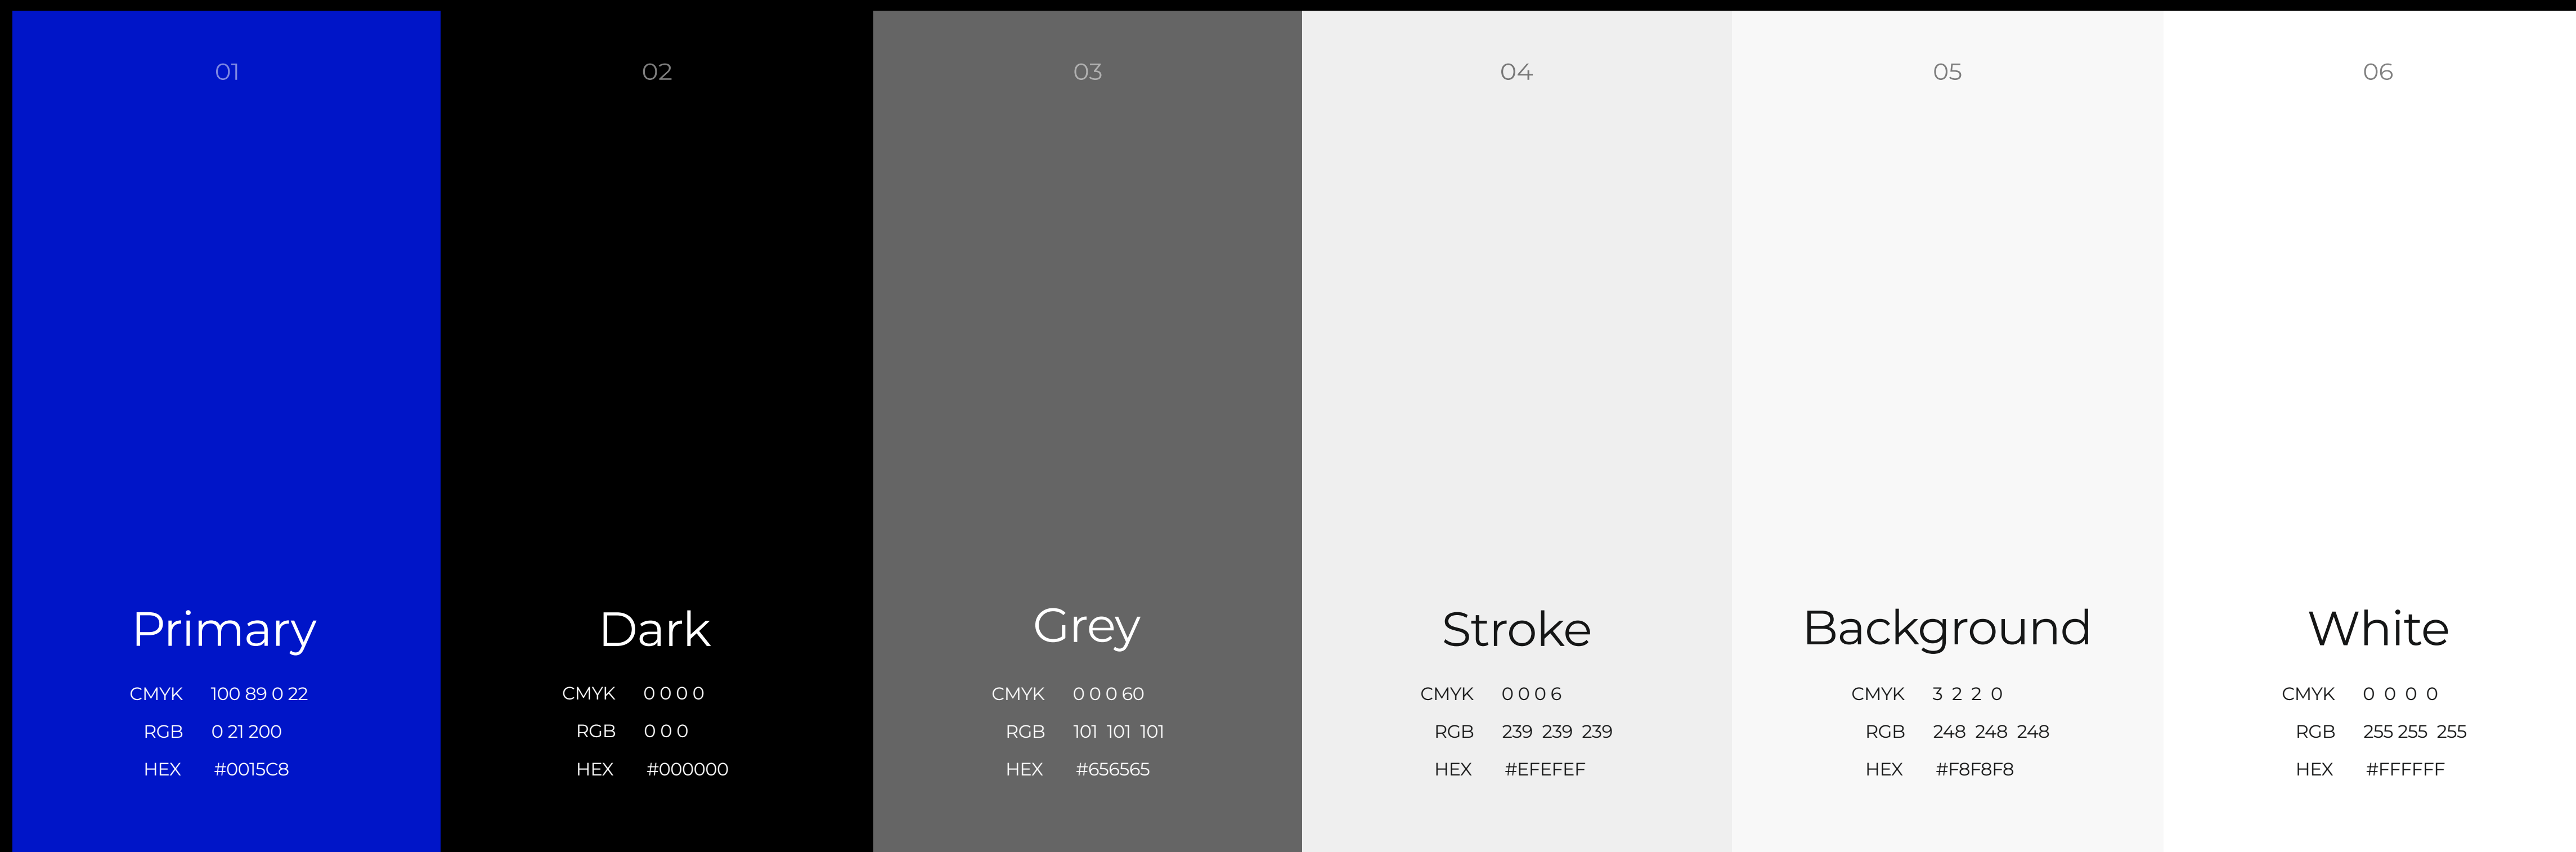 01
Primary
CMYK 100 89 0 22
RGB 0 21 200
HEX #0015C8
02
Dark
CMYK 0 0 0 0
RGB 0 0 0
HEX #000000
03
Grey
CMYK 0 0 0 60
RGB 101 101 101
HEX #656565
04
Stroke
CMYK 0 0 0 6
RGB 239 239 239
HEX #EFEFEF
05
Background
CMYK 3 2 2 0
RGB 248 248 248
HEX #F8F8F8
06
White
CMYK 0 0 0 0
RGB 255 255 255
HEX #FFFFFF